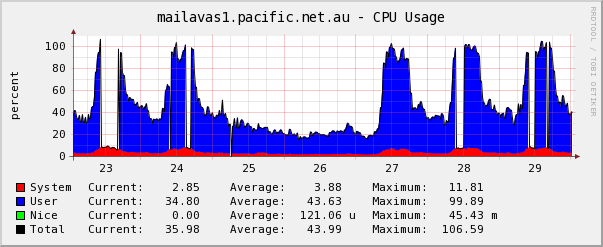 mailavas1.pacific.net.au - CPU Usage
RRDTOOL / TOBI OETIKER
percent
100
80
60
40
20
0
23 24 25 26 27 28 29
System Current: 2.85 Average: 3.88 Maximum: 11.81
User Current: 34.80 Average: 43.63 Maximum: 99.89
Nice Current: 0.00 Average: 121.06 u Maximum: 45.43 m
Total Current: 35.98 Average: 43.99 Maximum: 106.59